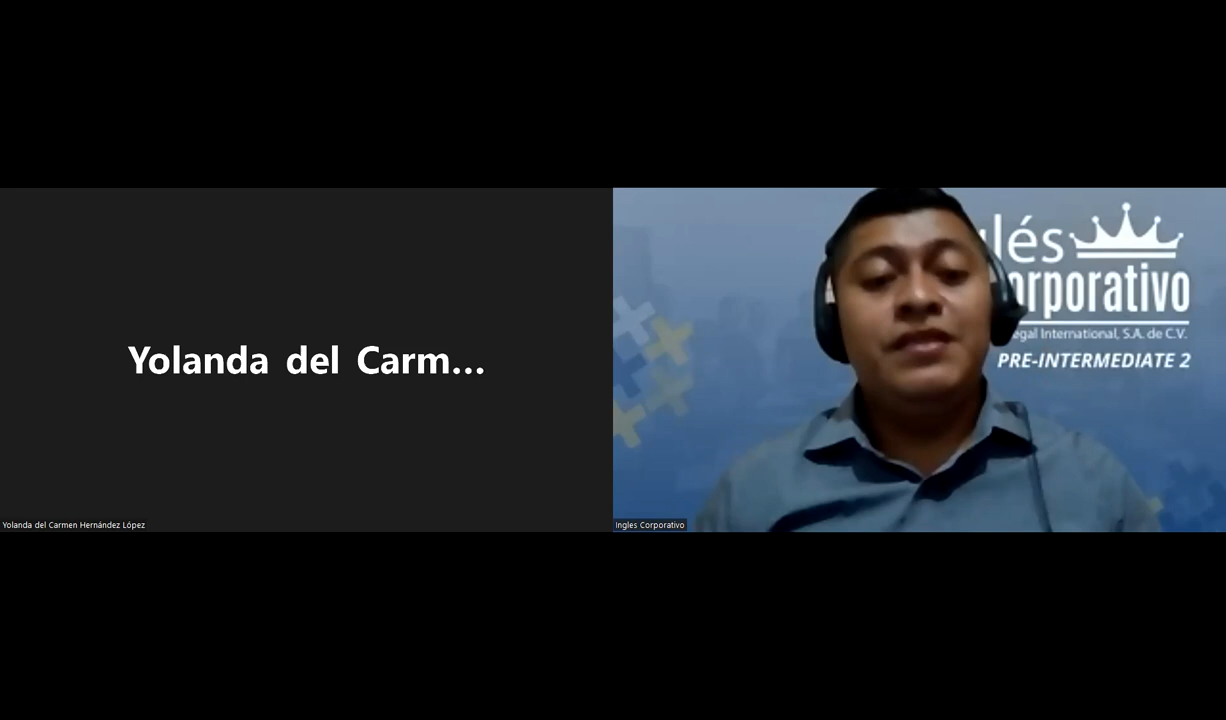 Yolanda del Carm...
Yolanda del Carmen Hernández López
lés
orporativo
egal International, S.A. de C.V.
PRE-INTERMEDIATE 2
Ingles Corporativo